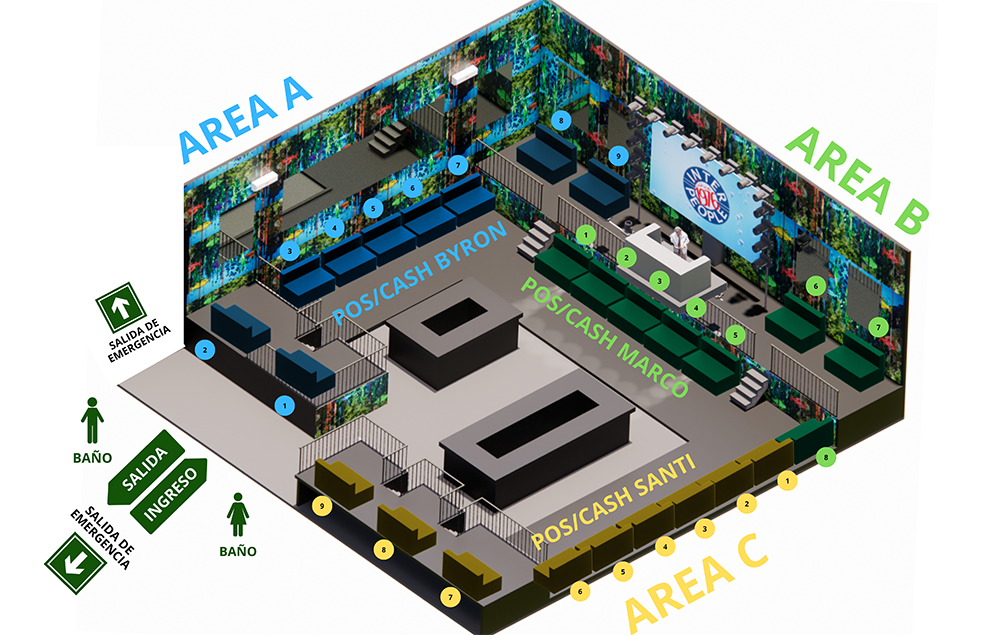 AREA A
8
9
7
6
5
4
3
INTER
1976
PEOPLE
AREA B
POS/CASH BYRON
1
2
3
4
5
6
7
POS/CASH MARCO
SALIDA DE
EMERGENCIA
2
1
BAÑO
SALIDA
INGRESO
BAÑO
SALIDA DE
EMERGENCIA
POS/CASH SANTI
8
1
2
3
4
5
6
9
8
7
AREA C